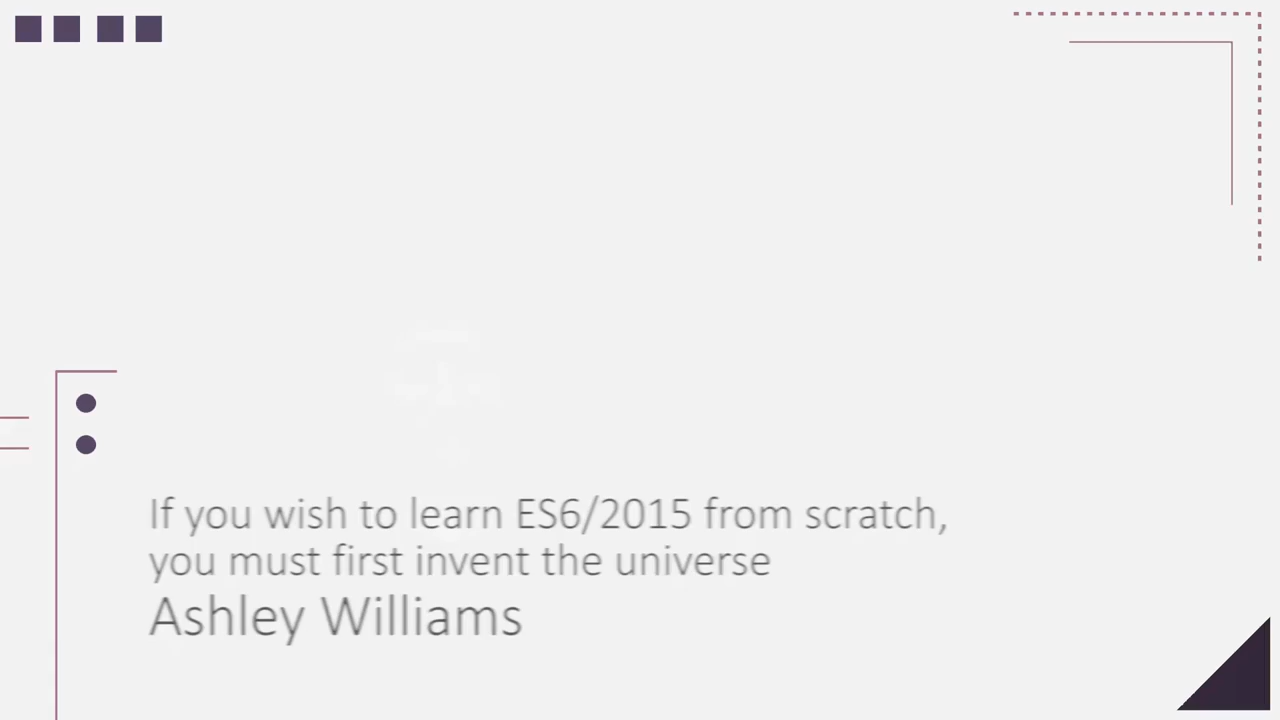 If you wish to learn ES6/2015 from scratch,
you must first invent the universe
Ashley Williams